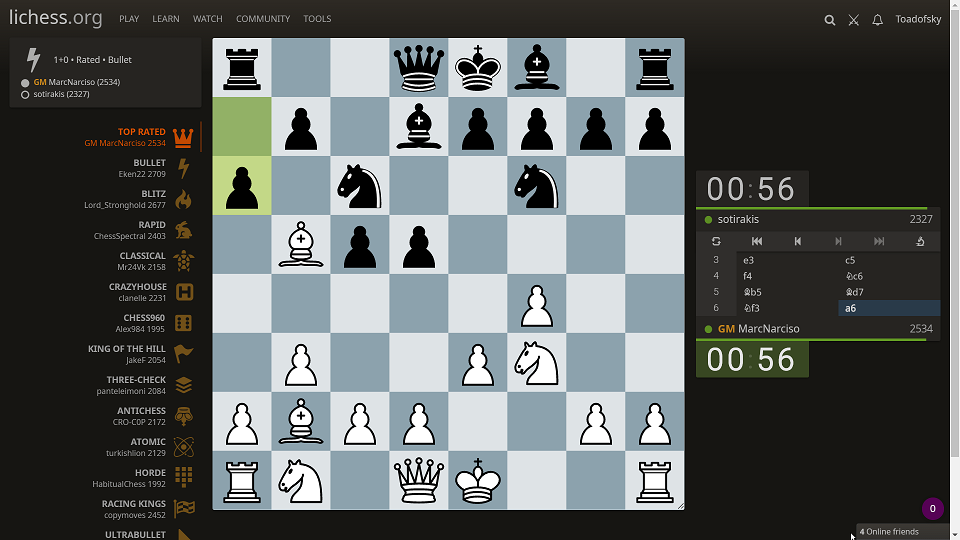 lichess.org PLAY LEARN WATCH COMMUNITY TOOLS Toadofsky
1+0 • Rated • Bullet
GM MarcNarciso (2534)
sotirakis (2327)
TOP RATED
GM MarcNarciso 2534
BULLET
Eken22 2709
BLITZ
Lord_Stronghold 2677
RAPID
ChessSpectral 2403
CLASSICAL
Mr24Vk 2158
CRAZYHOUSE
clanelle 2231
CHESS960
Alex984 1995
KING OF THE HILL
JakeF 2054
THREE-CHECK
panteleimoni 2084
ANTICHESS
CRO-C0P 2172
ATOMIC
turkishlion 2129
HORDE
HabitualChess 1992
RACING KINGS
copymoves 2452
ULTRABULLET
00:56
sotirakis 2327
3 e3 c5
4 f4 ♘c6
5 ♗b5 ♗d7
6 ♘f3 a6
GM MarcNarciso 2534
00:56
0
4 Online friends